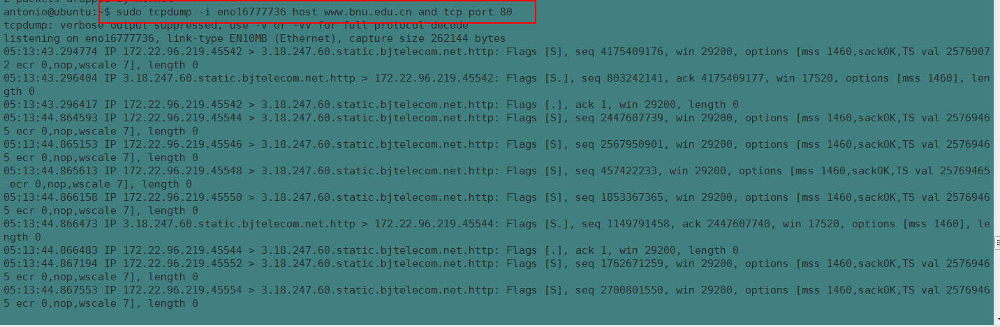 2 packets dropped by kernel
antonio@ubuntu:~$ sudo tcpdump -i eno16777736 host www.bnu.edu.cn and tcp port 80
tcpdump: verbose output suppressed, use -v or -vv for full protocol decode
listening on eno16777736, link-type EN10MB (Ethernet), capture size 262144 bytes
05:13:43.294774 IP 172.22.96.219.45542 > 3.18.247.60.static.bjtelecom.net.http: Flags [S], seq 4175409176, win 29200, options [mss 1460,sackOK,TS val 2576907
2 ecr 0,nop,wscale 7], length 0
05:13:43.296404 IP 3.18.247.60.static.bjtelecom.net.http > 172.22.96.219.45542: Flags [S.], seq 803242141, ack 4175409177, win 17520, options [mss 1460], len
gth 0
05:13:43.296417 IP 172.22.96.219.45542 > 3.18.247.60.static.bjtelecom.net.http: Flags [.], ack 1, win 29200, length 0
05:13:44.864593 IP 172.22.96.219.45544 > 3.18.247.60.static.bjtelecom.net.http: Flags [S], seq 2447607739, win 29200, options [mss 1460,sackOK,TS val 2576946
5 ecr 0,nop,wscale 7], length 0
05:13:44.865153 IP 172.22.96.219.45546 > 3.18.247.60.static.bjtelecom.net.http: Flags [S], seq 2567950901, win 29200, options [mss 1460,sackOK,TS val 2576946
5 ecr 0,nop,wscale 7], length 0
05:13:44.865613 IP 172.22.96.219.45548 > 3.18.247.60.static.bjtelecom.net.http: Flags [S], seq 457422233, win 29200, options [mss 1460,sackOK,TS val 25769465
 ecr 0,nop,wscale 7], length 0
05:13:44.866158 IP 172.22.96.219.45550 > 3.18.247.60.static.bjtelecom.net.http: Flags [S], seq 1853367365, win 29200, options [mss 1460,sackOK,TS val 2576946
5 ecr 0,nop,wscale 7], length 0
05:13:44.866473 IP 3.18.247.60.static.bjtelecom.net.http > 172.22.96.219.45544: Flags [S.], seq 1149791458, ack 2447607740, win 17520, options [mss 1460], le
ngth 0
05:13:44.866483 IP 172.22.96.219.45544 > 3.18.247.60.static.bjtelecom.net.http: Flags [.], ack 1, win 29200, length 0
05:13:44.867194 IP 172.22.96.219.45552 > 3.18.247.60.static.bjtelecom.net.http: Flags [S], seq 1762671259, win 29200, options [mss 1460,sackOK,TS val 2576946
5 ecr 0,nop,wscale 7], length 0
05:13:44.867553 IP 172.22.96.219.45554 > 3.18.247.60.static.bjtelecom.net.http: Flags [S], seq 2700801550, win 29200, options [mss 1460,sackOK,TS val 2576946
5 ecr 0,nop,wscale 7], length 0